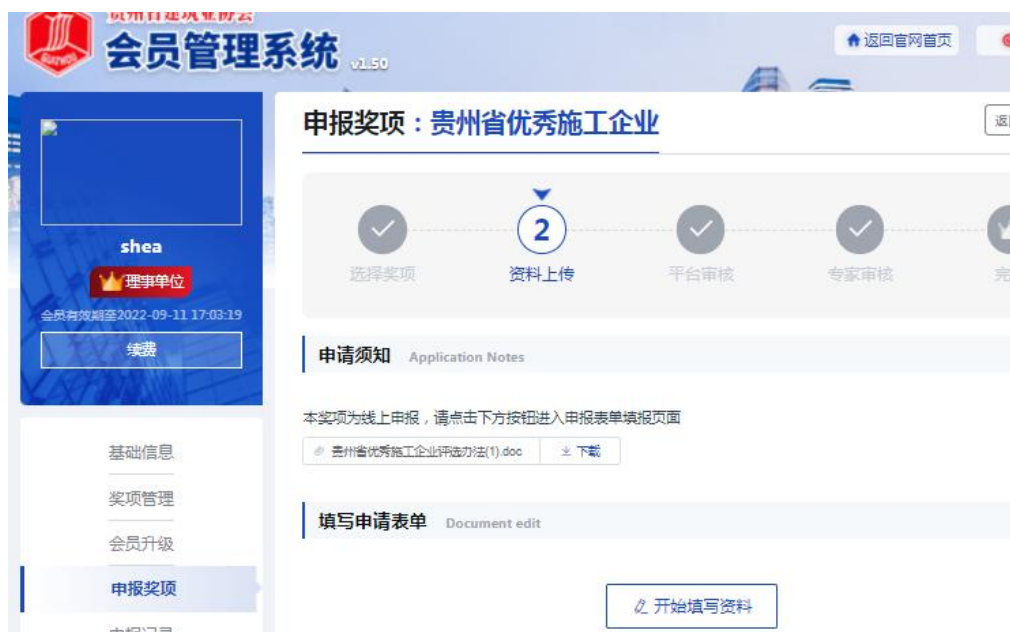 会员管理系统 v1.50
返回官网首页
申报奖项：贵州省优秀施工企业
2
选择奖项 资料上传 平台审核 专家审核
shea
理事单位
会员有效期至2022-09-11 17:03:19
续费
申请须知 Application Notes
本奖项为线上申报，请点击下方按钮进入申报表单填报页面
贵州省优秀施工企业评选办法(1).doc 下载
基础信息
奖项管理
填写申请表单 Document edit
会员升级
申报奖项
开始填写资料